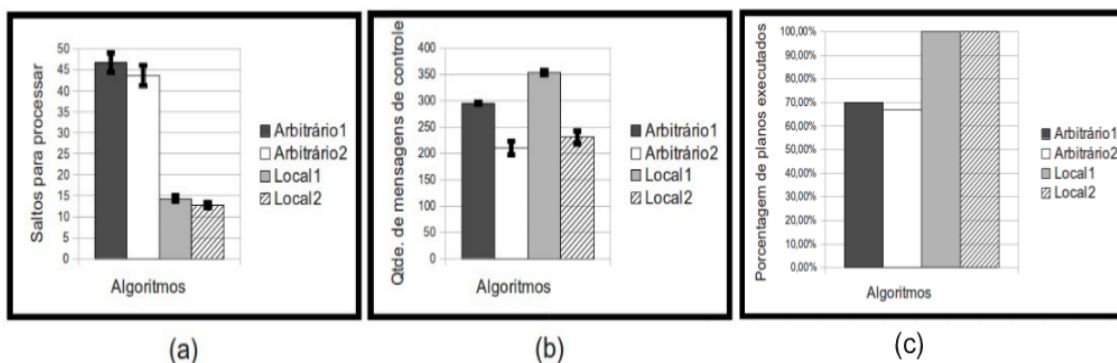 Saltos para processar
50
45
40
35
30
25
20
15
10
5
0
Arbitrário1
Arbitrário2
Local1
Local2
Algoritmos
(a)
Qtde. de mensagens de controle
400
350
300
250
200
150
100
50
0
Arbitrário1
Arbitrário2
Local1
Local2
Algoritmos
(b)
Porcentagem de planos executados
100,00%
90,00%
80,00%
70,00%
60,00%
50,00%
40,00%
30,00%
20,00%
10,00%
0,00%
Arbitrário1
Arbitrário2
Local1
Local2
Algoritmos
(c)